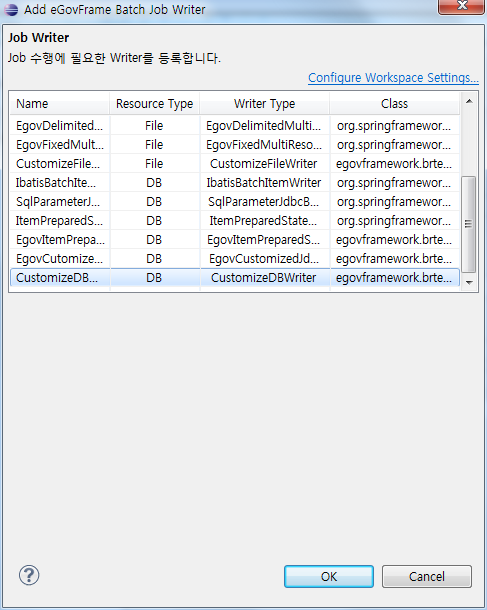 Add eGovFrame Batch Job Writer
Job Writer
Job 수행에 필요한 Writer를 등록합니다.
Configure Workspace Settings...
Name Resource Type Writer Type Class
EgovDelimited... File EgovDelimitedMulti... org.springframewor...
EgovFixedMult... File EgovFixedMultiReso... org.springframewor...
CustomizeFile... File CustomizeFileWriter egovframework.brte...
IbatisBatchIte... DB IbatisBatchItemWriter org.springframewor...
SqlParameterJ... DB SqlParameterJdbcB... org.springframewor...
ItemPreparedS... DB ItemPreparedState... org.springframewor...
EgovItemPrepa... DB EgovItemPreparedS... egovframework.brte...
EgovCutomize... DB EgovCustomizedJd... egovframework.brte...
CustomizeDB... DB CustomizeDBWriter egovframework.brte...
?
OK Cancel